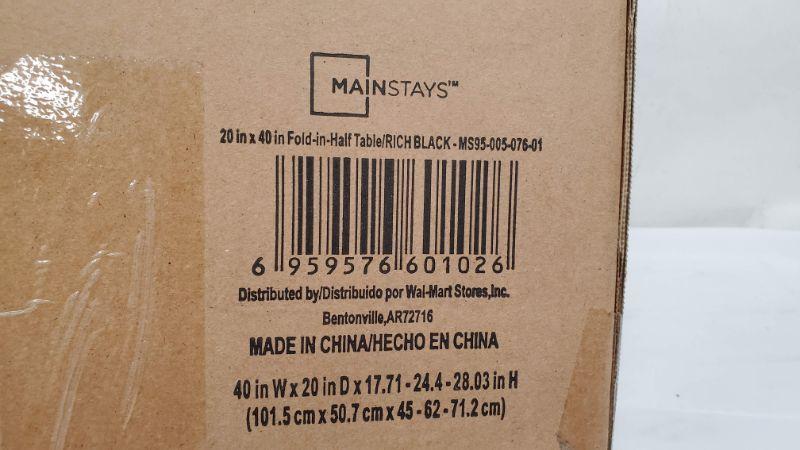 MAINSTAYS™
20 in x 40 in Fold-in-Half Table/RICH BLACK - MS95-005-076-01
6 959576 601026
Distributed by/Distribuido por Wal-Mart Stores,Inc.
Bentonville,AR72716
MADE IN CHINA/HECHO EN CHINA
40 in W x 20 in D x 17.71 - 24.4 - 28.03 in H
(101.5 cm x 50.7 cm x 45 - 62 - 71.2 cm)